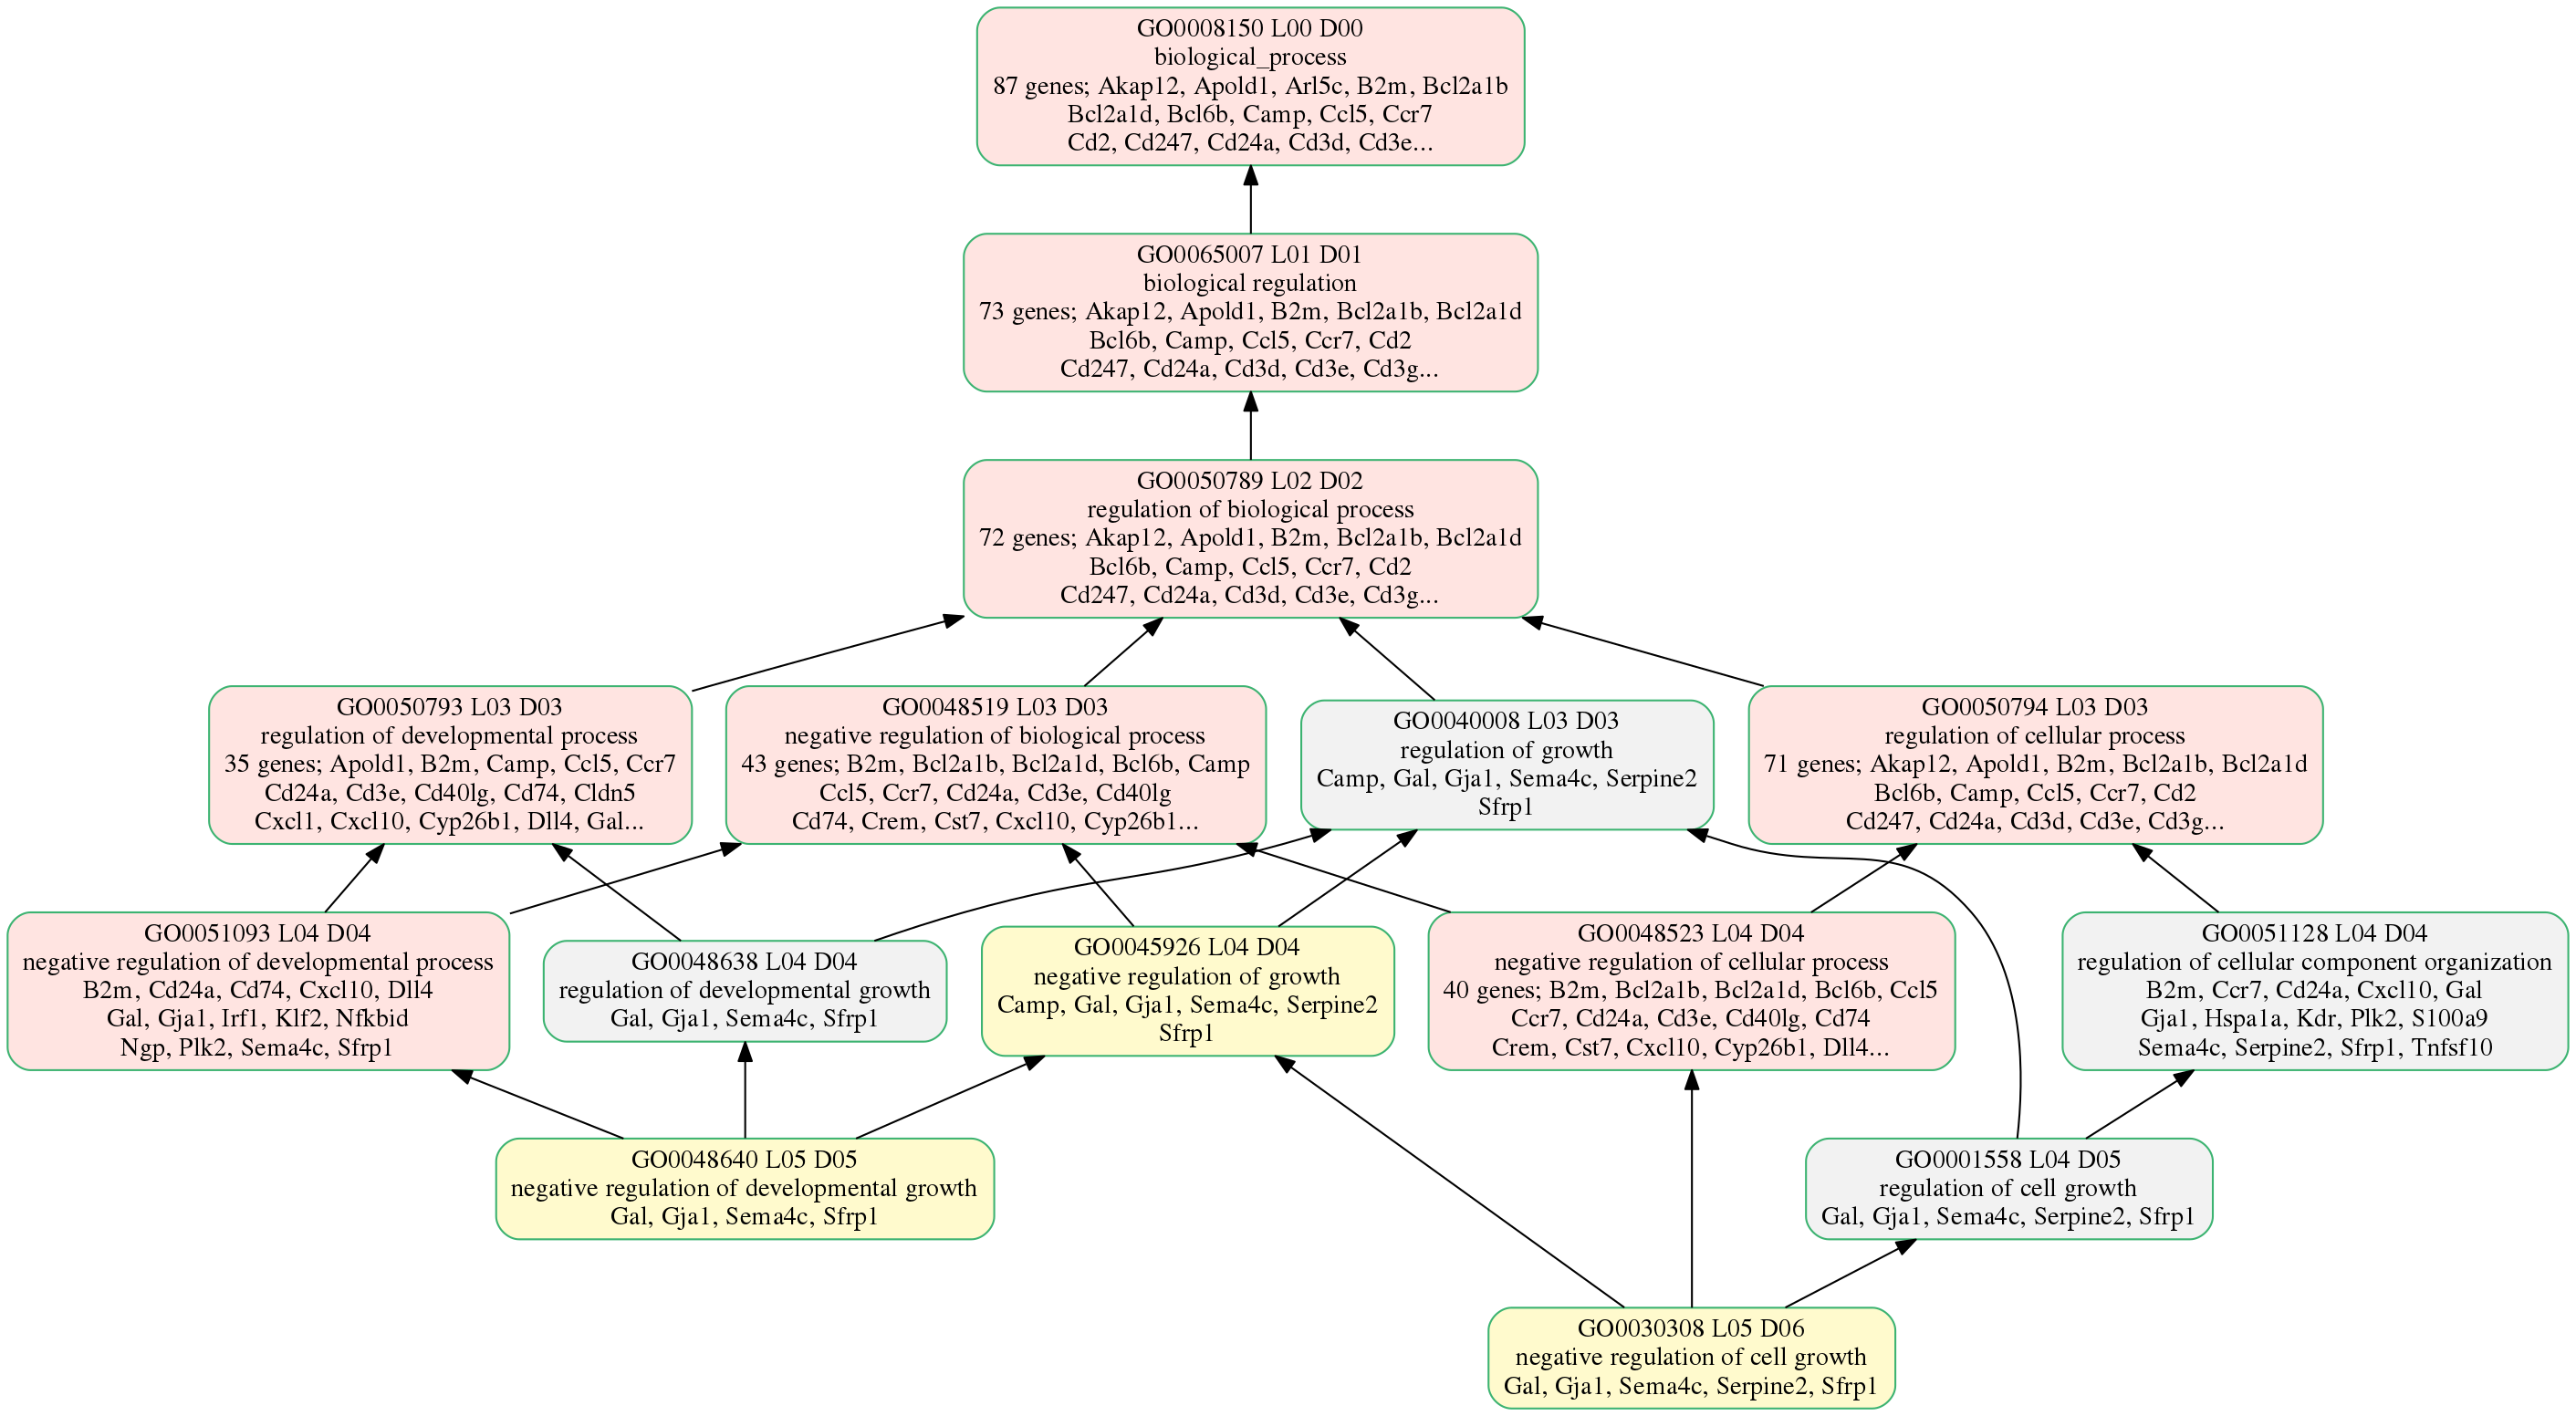 GO0008150 L00 D00
biological_process
87 genes; Akap12, Apold1, Arl5c, B2m, Bcl2a1b
Bcl2a1d, Bcl6b, Camp, Ccl5, Ccr7
Cd2, Cd247, Cd24a, Cd3d, Cd3e...
GO0065007 L01 D01
biological regulation
73 genes; Akap12, Apold1, B2m, Bcl2a1b, Bcl2a1d
Bcl6b, Camp, Ccl5, Ccr7, Cd2
Cd247, Cd24a, Cd3d, Cd3e, Cd3g...
GO0050789 L02 D02
regulation of biological process
72 genes; Akap12, Apold1, B2m, Bcl2a1b, Bcl2a1d
Bcl6b, Camp, Ccl5, Ccr7, Cd2
Cd247, Cd24a, Cd3d, Cd3e, Cd3g...
GO0050793 L03 D03
regulation of developmental process
35 genes; Apold1, B2m, Camp, Ccl5, Ccr7
Cd24a, Cd3e, Cd40lg, Cd74, Cldn5
Cxcl1, Cxcl10, Cyp26b1, Dll4, Gal...
GO0048519 L03 D03
negative regulation of biological process
43 genes; B2m, Bcl2a1b, Bcl2a1d, Bcl6b, Camp
Ccl5, Ccr7, Cd24a, Cd3e, Cd40lg
Cd74, Crem, Cst7, Cxcl10, Cyp26b1...
GO0040008 L03 D03
regulation of growth
Camp, Gal, Gja1, Sema4c, Serpine2
Sfrp1
GO0050794 L03 D03
regulation of cellular process
71 genes; Akap12, Apold1, B2m, Bcl2a1b, Bcl2a1d
Bcl6b, Camp, Ccl5, Ccr7, Cd2
Cd247, Cd24a, Cd3d, Cd3e, Cd3g...
GO0051093 L04 D04
negative regulation of developmental process
B2m, Cd24a, Cd74, Cxcl10, Dll4
Gal, Gja1, Irf1, Klf2, Nfkbid
Ngp, Plk2, Sema4c, Sfrp1
GO0048638 L04 D04
regulation of developmental growth
Gal, Gja1, Sema4c, Sfrp1
GO0045926 L04 D04
negative regulation of growth
Camp, Gal, Gja1, Sema4c, Serpine2
Sfrp1
GO0048523 L04 D04
negative regulation of cellular process
40 genes; B2m, Bcl2a1b, Bcl2a1d, Bcl6b, Ccl5
Ccr7, Cd24a, Cd3e, Cd40lg, Cd74
Crem, Cst7, Cxcl10, Cyp26b1, Dll4...
GO0051128 L04 D04
regulation of cellular component organization
B2m, Ccr7, Cd24a, Cxcl10, Gal
Gja1, Hspa1a, Kdr, Plk2, S100a9
Sema4c, Serpine2, Sfrp1, Tnfsf10
GO0048640 L05 D05
negative regulation of developmental growth
Gal, Gja1, Sema4c, Sfrp1
GO0001558 L04 D05
regulation of cell growth
Gal, Gja1, Sema4c, Serpine2, Sfrp1
GO0030308 L05 D06
negative regulation of cell growth
Gal, Gja1, Sema4c, Serpine2, Sfrp1